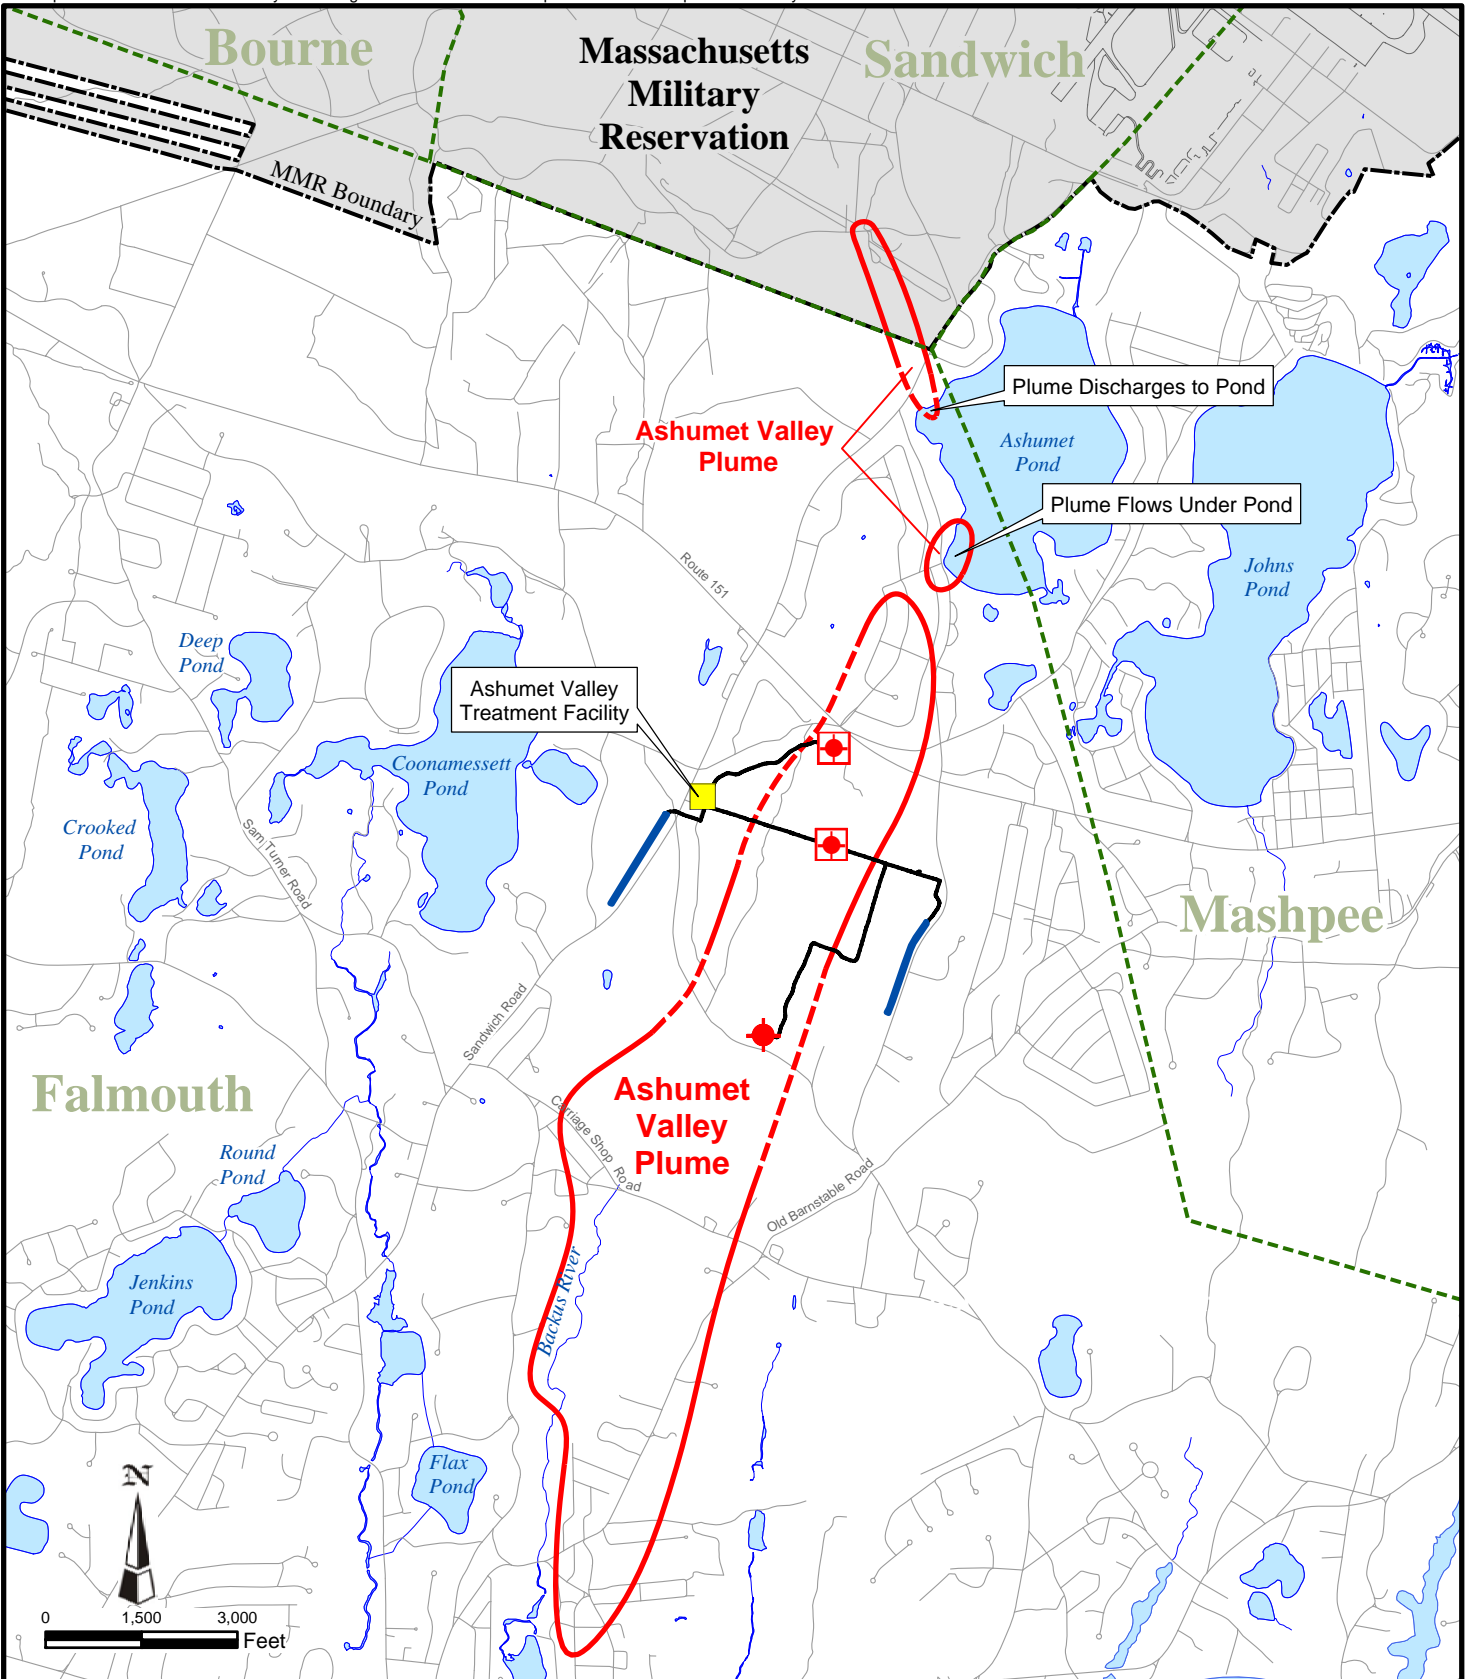 Bourne
Massachusetts
Military
Reservation
Sandwich
MMR Boundary
Plume Discharges to Pond
Ashumet Valley
Plume
Ashumet
Pond
Plume Flows Under Pond
Route 151
Johns
Pond
Deep
Pond
Ashumet Valley
Treatment Facility
Coonamessett
Pond
Crooked
Pond
Sam Turner Road
Mashpee
Sandwich Road
Falmouth
Ashumet
Valley
Plume
Carriage Shop Road
Round
Pond
Old Barnstable Road
Jenkins
Pond
Backus River
Flax
Pond
N
0 1,500 3,000
Feet